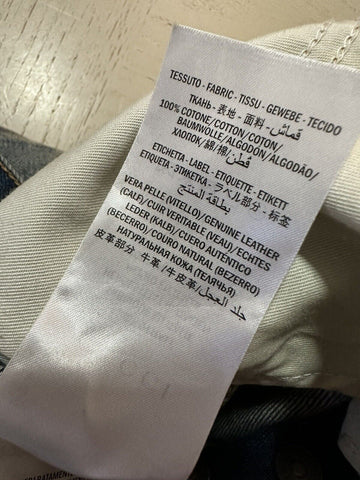 TESSUTO - FABRIC - TISSU - GEWEBE - TECIDO
ТКАНЬ - 表地 - 面料 - قماش
100% COTONE/COTTON/COTON/
BAUMWOLLE/ALGODÓN/ALGODÃO/
ХЛОПОК/綿/棉/قطن
ETICHETTA - LABEL - ETIQUETTE - ETIKETT
ETIQUETA - ЭТИКЕТКА - ラベル部分 - 标签
بطاقة المنتج
VERA PELLE (VITELLO)/GENUINE LEATHER
(CALF)/CUIR VERITABLE (VEAU)/ECHTES
LEDER (KALB)/CUERO AUTÉNTICO
(BECERRO)/COURO NATURAL (BEZERRO)
НАТУРАЛЬНАЯ КОЖА (ТЕЛЯЧЬЯ)
皮革部分 牛革/牛皮革/جلد العجل